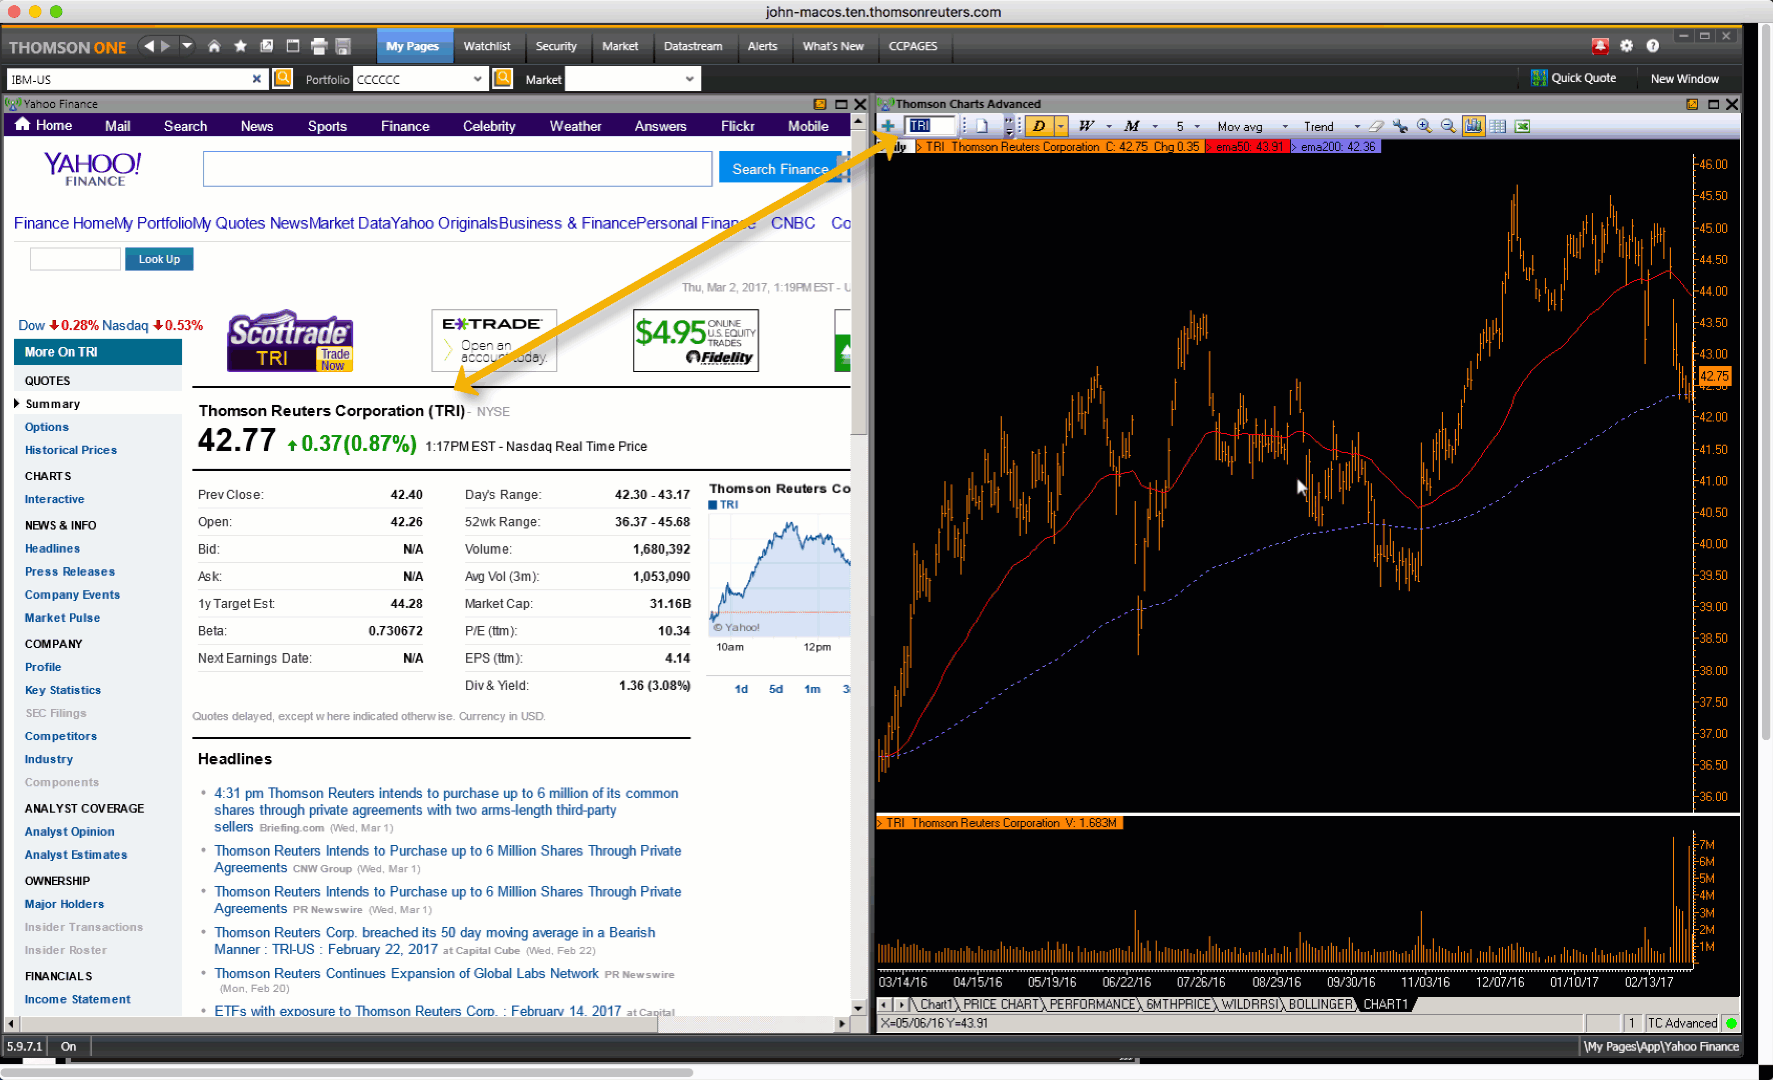 john-macos.ten.thomsonreuters.com
THOMSON ONE
My Pages
Watchlist
Security
Market
Datastream
Alerts
What's New
CCPAGES
IBM-US
Portfolio
CCCCCC
Market
Quick Quote
New Window
Yahoo Finance
Home Mail Search News Sports Finance Celebrity Weather Answers Flickr Mobile
YAHOO!
FINANCE
Search Finance
Finance HomeMy PortfolioMy Quotes NewsMarket DataYahoo OriginalsBusiness & FinancePersonal Finance CNBC Co
Look Up
Thu, Mar 2, 2017, 1:19PM EST - U
Dow 0.28% Nasdaq 0.53%
Scottrade
TRI
Trade
Now
E*TRADE
Open an
account today.
$4.95 ONLINE
U.S. EQUITY
TRADES
Fidelity
INVESTMENTS
More On TRI
QUOTES
Summary
Options
Historical Prices
CHARTS
Interactive
NEWS & INFO
Headlines
Press Releases
Company Events
Market Pulse
COMPANY
Profile
Key Statistics
SEC Filings
Competitors
Industry
Components
ANALYST COVERAGE
Analyst Opinion
Analyst Estimates
OWNERSHIP
Major Holders
Insider Transactions
Insider Roster
FINANCIALS
Income Statement
Thomson Reuters Corporation (TRI) - NYSE
42.77 0.37(0.87%) 1:17PM EST - Nasdaq Real Time Price
Prev Close: 42.40
Open: 42.26
Bid: N/A
Ask: N/A
1y Target Est: 44.28
Beta: 0.730672
Next Earnings Date: N/A
Day's Range: 42.30 - 43.17
52wk Range: 36.37 - 45.68
Volume: 1,680,392
Avg Vol (3m): 1,053,090
Market Cap: 31.16B
P/E (ttm): 10.34
EPS (ttm): 4.14
Div & Yield: 1.36 (3.08%)
Thomson Reuters Co
TRI
© Yahoo!
10am 12pm
1d 5d 1m 3
Quotes delayed, except where indicated otherwise. Currency in USD.
Headlines
4:31 pm Thomson Reuters intends to purchase up to 6 million of its common
shares through private agreements with two arms-length third-party
sellers Briefing.com (Wed, Mar 1)
Thomson Reuters Intends to Purchase up to 6 Million Shares Through Private
Agreements CNW Group (Wed, Mar 1)
Thomson Reuters Intends to Purchase up to 6 Million Shares Through Private
Agreements PR Newswire (Wed, Mar 1)
Thomson Reuters Corp. breached its 50 day moving average in a Bearish
Manner : TRI-US : February 22, 2017 at Capital Cube (Wed, Feb 22)
Thomson Reuters Continues Expansion of Global Labs Network PR Newswire
(Mon, Feb 20)
ETFs with exposure to Thomson Reuters Corp. : February 14, 2017 at Capital
Thomson Charts Advanced
TRI
D W M 5 Mov avg Trend
TRI Thomson Reuters Corporation C: 42.75 Chg 0.35
ema50: 43.91
ema200: 42.36
46.00
45.50
45.00
44.50
44.00
43.50
43.00
42.75
42.50
42.00
41.50
41.00
40.50
40.00
39.50
39.00
38.50
38.00
37.50
37.00
36.50
36.00
TRI Thomson Reuters Corporation V: 1.683M
7M
6M
5M
4M
3M
2M
1M
03/14/16 04/15/16 05/19/16 06/22/16 07/26/16 08/29/16 09/30/16 11/03/16 12/07/16 01/10/17 02/13/17
Chart1 PRICE CHART PERFORMANCE 6MTHPRICE WILDRRSI BOLLINGER CHART1
X=05/06/16 Y=43.91
1
TC Advanced
5.9.7.1
On
\My Pages\App\Yahoo Finance